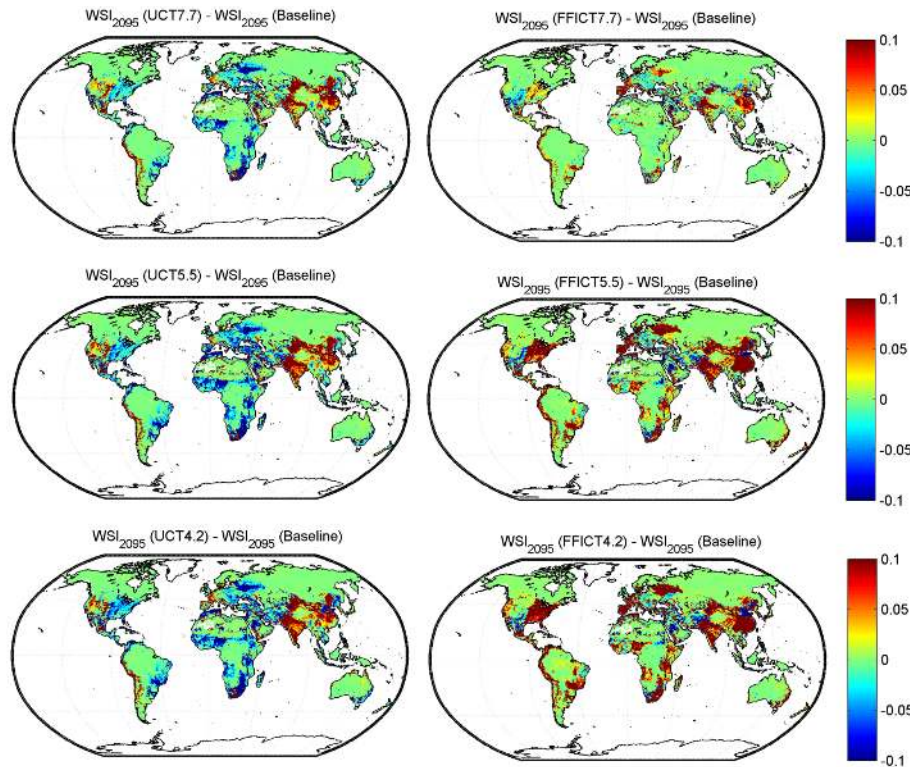 WSI2095 (UCT7.7) - WSI2095 (Baseline)
WSI2095 (FFICT7.7) - WSI2095 (Baseline)
0.1
0.05
0
-0.05
-0.1
WSI2095 (UCT5.5) - WSI2095 (Baseline)
WSI2095 (FFICT5.5) - WSI2095 (Baseline)
0.1
0.05
0
-0.05
-0.1
WSI2095 (UCT4.2) - WSI2095 (Baseline)
WSI2095 (FFICT4.2) - WSI2095 (Baseline)
0.1
0.05
0
-0.05
-0.1